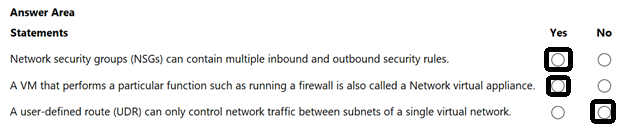 Answer Area
Statements Yes No
Network security groups (NSGs) can contain multiple inbound and outbound security rules.
A VM that performs a particular function such as running a firewall is also called a Network virtual appliance.
A user-defined route (UDR) can only control network traffic between subnets of a single virtual network.